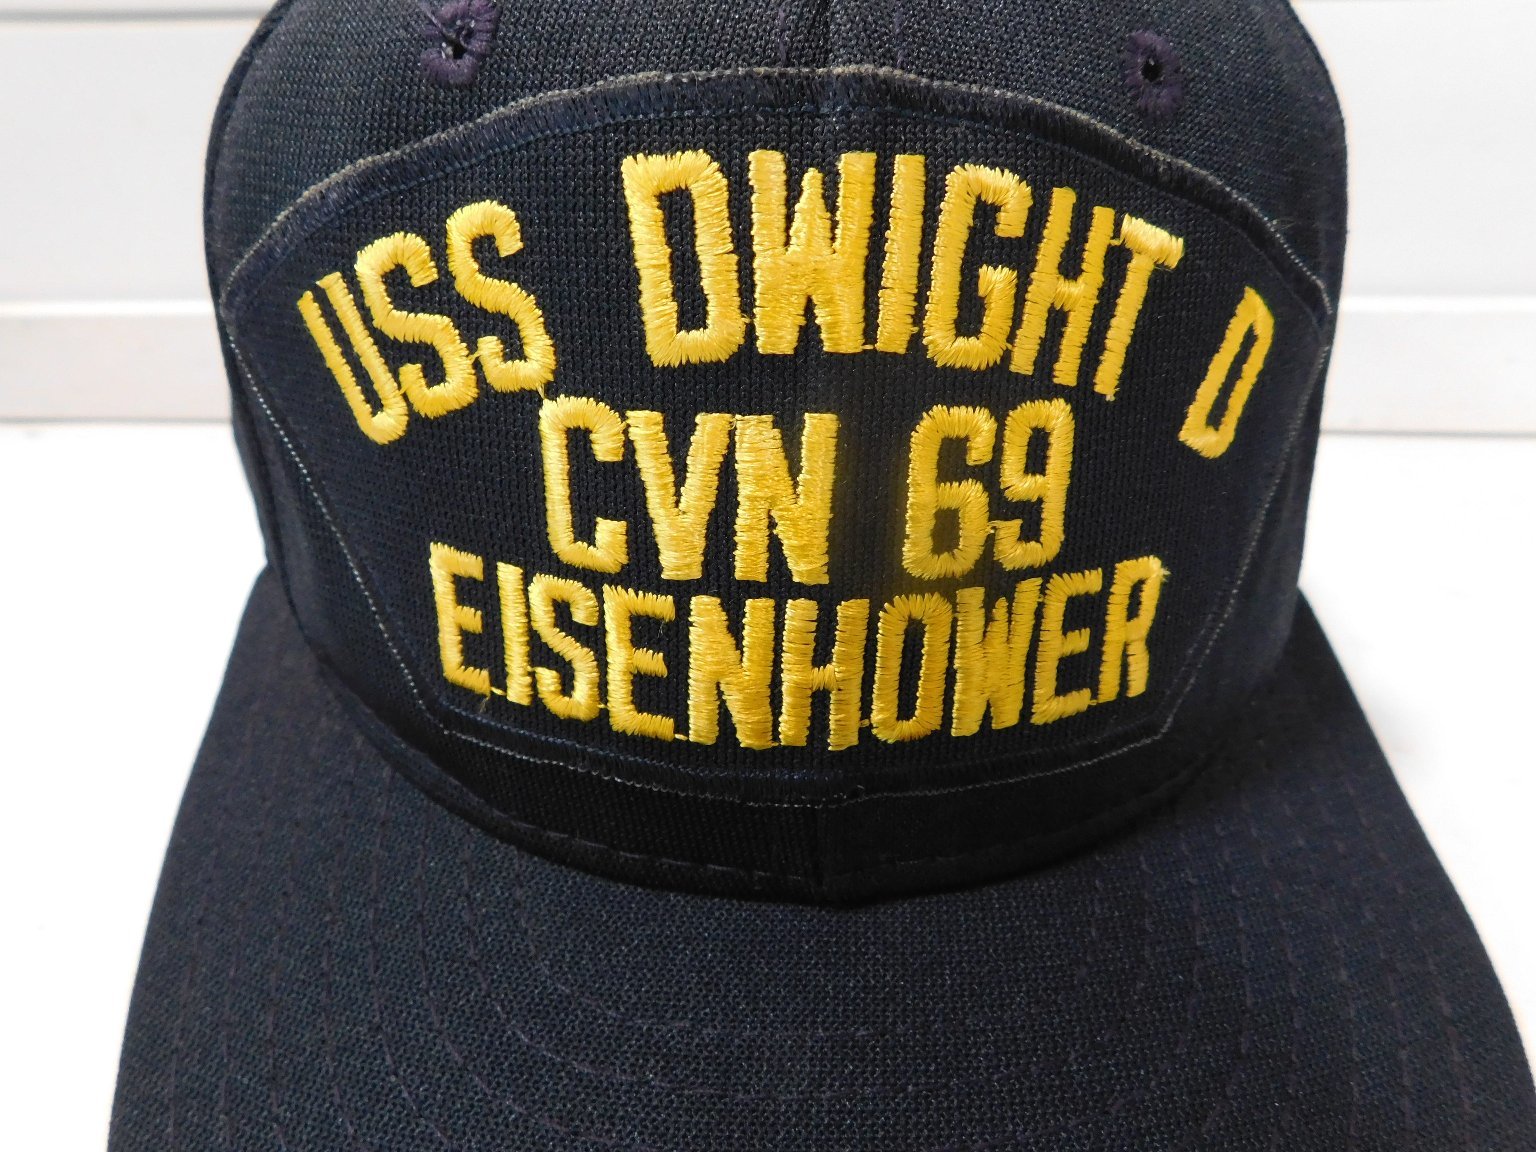 USS DWIGHT D
CVN 69
EISENHOWER